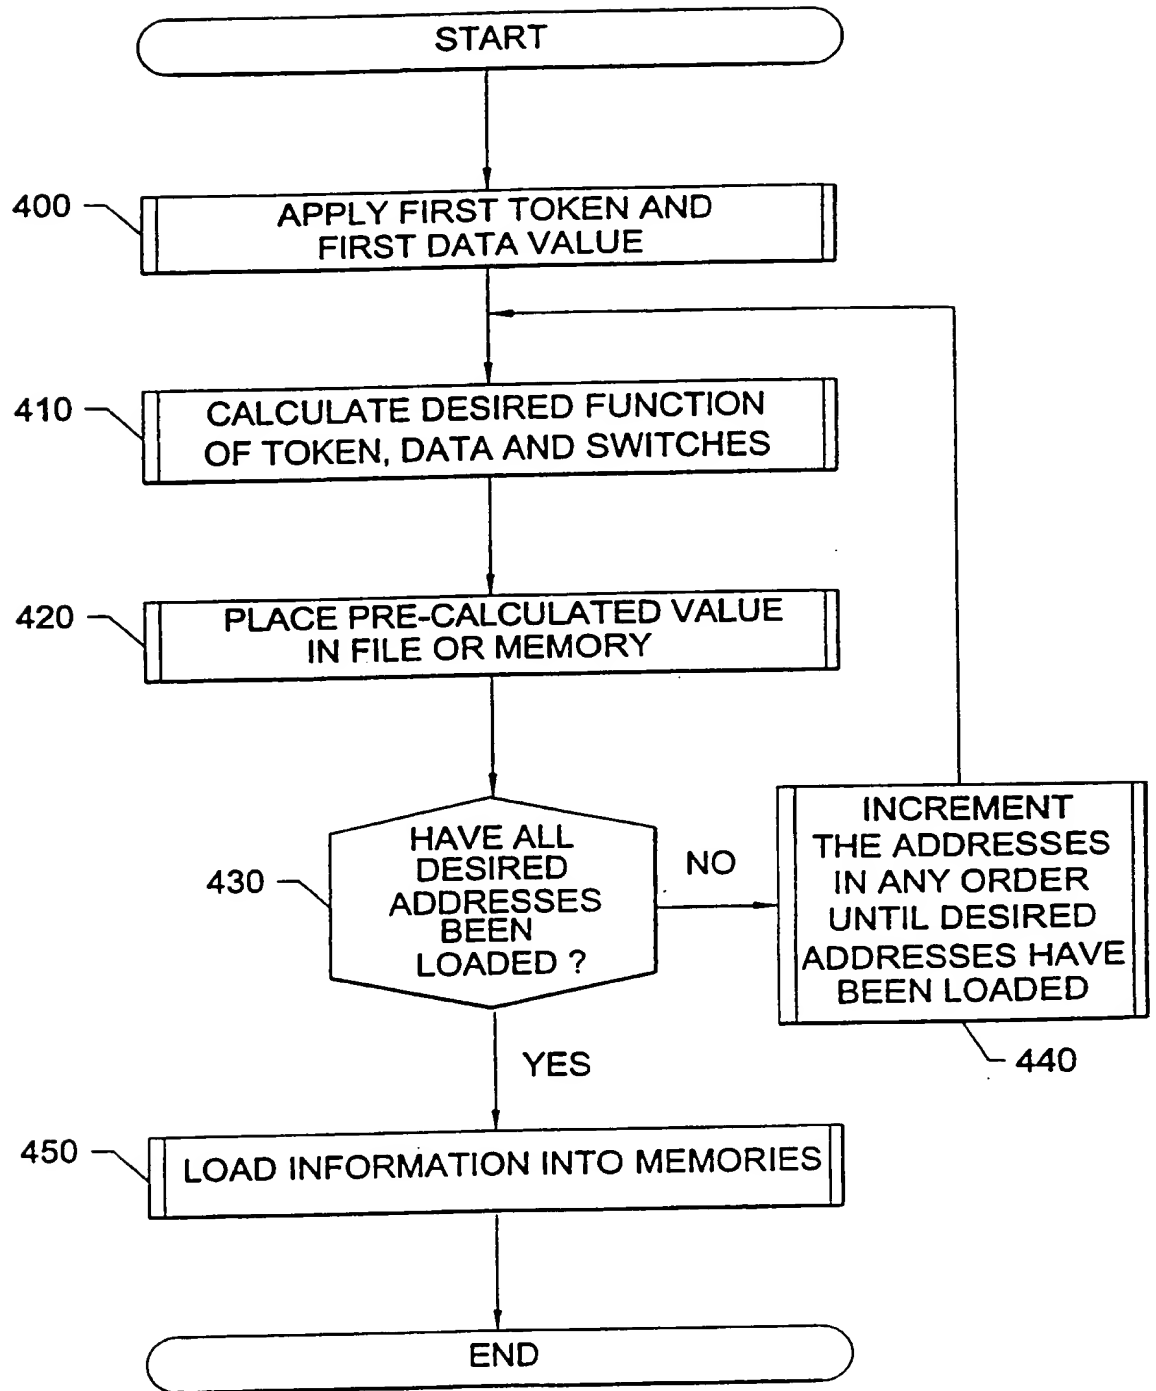 START
400
APPLY FIRST TOKEN AND
FIRST DATA VALUE
410
CALCULATE DESIRED FUNCTION
OF TOKEN, DATA AND SWITCHES
420
PLACE PRE-CALCULATED VALUE
IN FILE OR MEMORY
430
HAVE ALL
DESIRED
ADDRESSES
BEEN
LOADED ?
NO
INCREMENT
THE ADDRESSES
IN ANY ORDER
UNTIL DESIRED
ADDRESSES HAVE
BEEN LOADED
440
YES
450
LOAD INFORMATION INTO MEMORIES
END